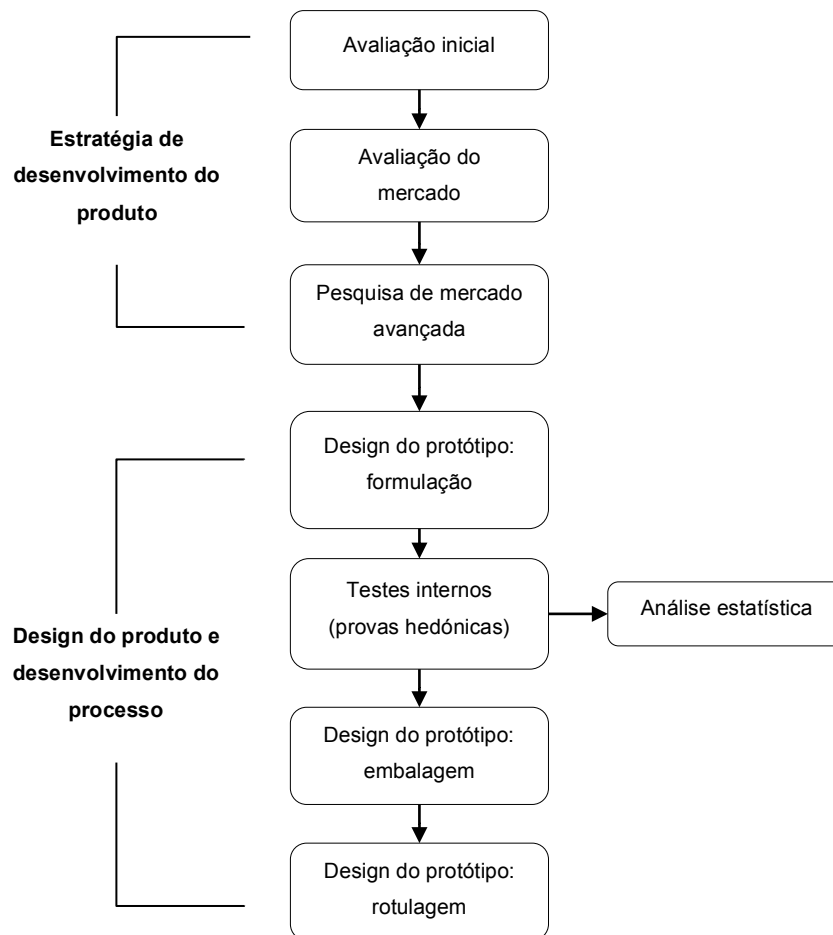 Avaliação inicial
Estratégia de
desenvolvimento do
produto
Avaliação do
mercado
Pesquisa de mercado
avançada
Design do protótipo:
formulação
Testes internos
(provas hedónicas)
Análise estatística
Design do produto e
desenvolvimento do
processo
Design do protótipo:
embalagem
Design do protótipo:
rotulagem